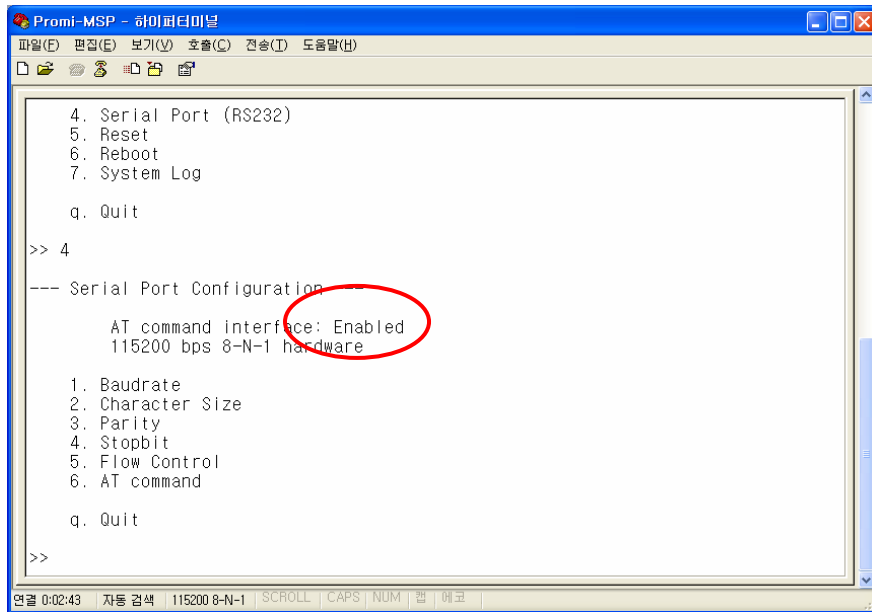 Promi-MSP - 하이퍼터미널
파일(F) 편집(E) 보기(V) 호출(C) 전송(T) 도움말(H)
4. Serial Port (RS232)
5. Reset
6. Reboot
7. System Log
q. Quit
>> 4
--- Serial Port Configuration ---
AT command interface: Enabled
115200 bps 8-N-1 hardware
1. Baudrate
2. Character Size
3. Parity
4. Stopbit
5. Flow Control
6. AT command
q. Quit
>>
연결 0:02:43 자동 검색 115200 8-N-1 SCROLL CAPS NUM 캡 에코